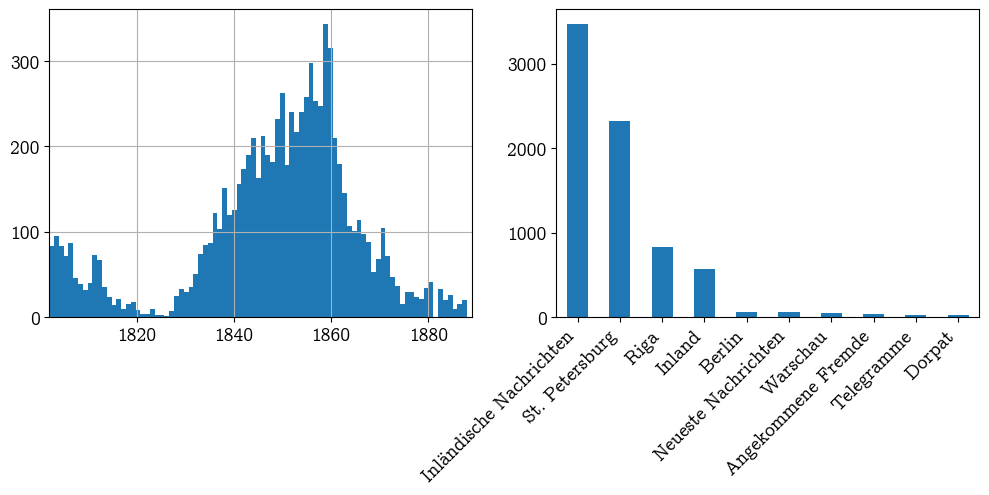 300
200
100
0
1820 1840 1860 1880
3000
2000
1000
0
Inländische Nachrichten
St. Petersburg
Riga
Inland
Berlin
Neueste Nachrichten
Warschau
Angekommene Fremde
Telegramme
Dorpat